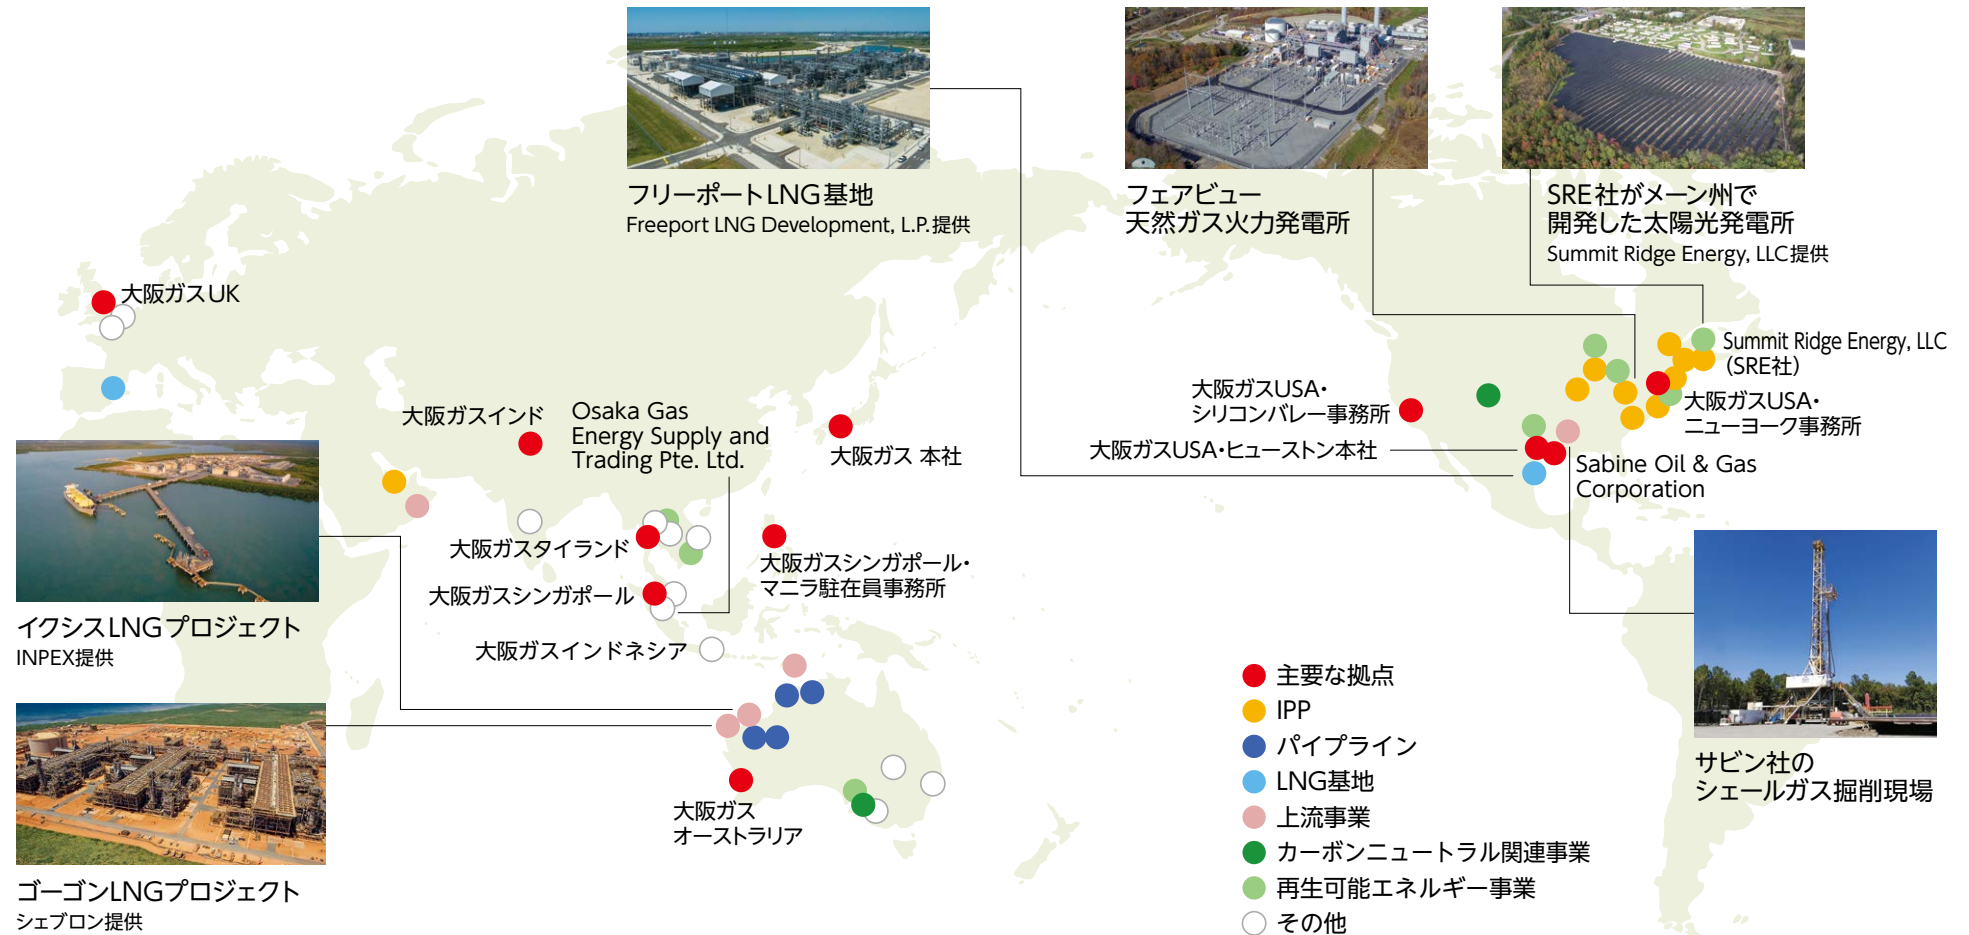 フリーポートLNG基地
Freeport LNG Development, L.P.提供
フェアビュー
天然ガス火力発電所
SRE社がメーン州で
開発した太陽光発電所
Summit Ridge Energy, LLC提供
大阪ガスUK
大阪ガスインド
Osaka Gas
Energy Supply and
Trading Pte. Ltd.
大阪ガス 本社
大阪ガスUSA・
シリコンバレー事務所
大阪ガスUSA・ヒューストン本社
Summit Ridge Energy, LLC
（SRE社）
大阪ガスUSA・
ニューヨーク事務所
Sabine Oil & Gas
Corporation
大阪ガスタイランド
大阪ガスシンガポール・
マニラ駐在員事務所
大阪ガスシンガポール
大阪ガスインドネシア
イクシスLNGプロジェクト
INPEX提供
大阪ガス
オーストラリア
ゴーゴンLNGプロジェクト
シェブロン提供
サビン社の
シェールガス掘削現場
主要な拠点
IPP
パイプライン
LNG基地
上流事業
カーボンニュートラル関連事業
再生可能エネルギー事業
その他